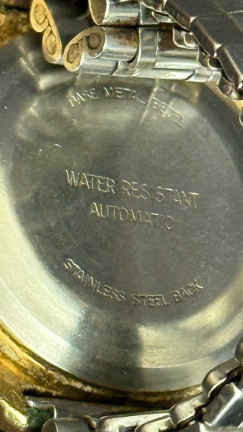 BASE METAL BEZEL
WATER RESISTANT
AUTOMATIC
STAINLESS STEEL BACK